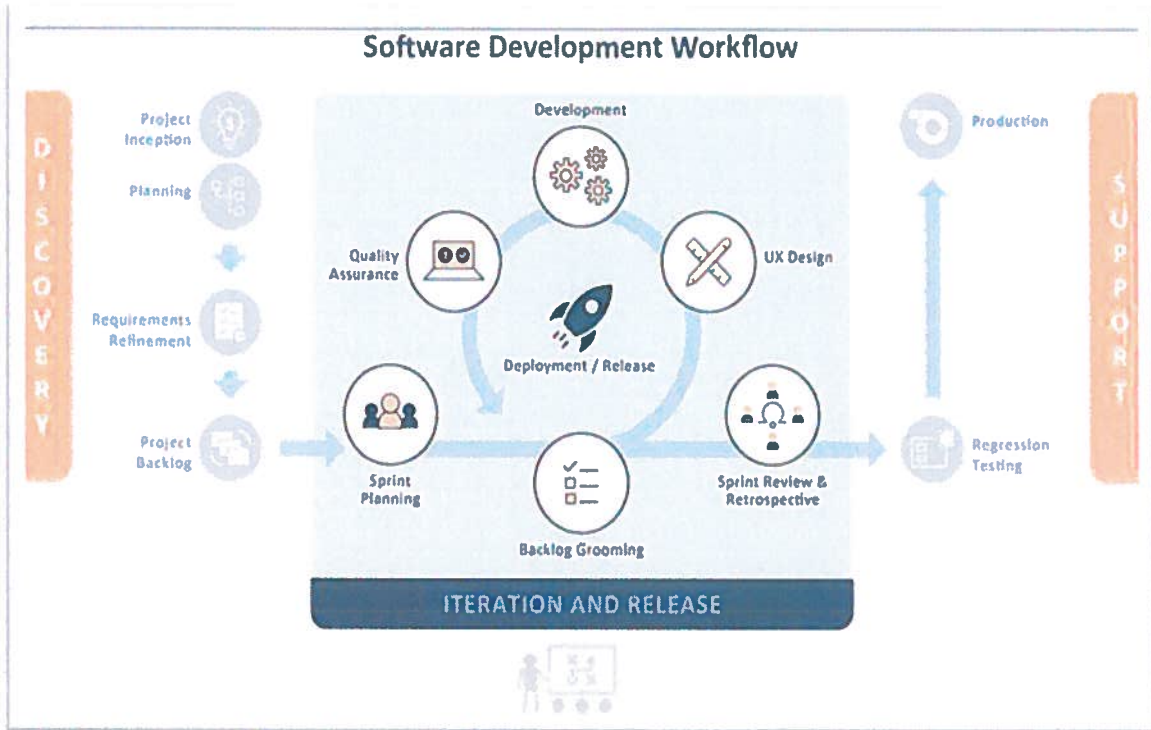 Software Development Workflow
DISCOVERY
Project
Inception
Planning
Requirements
Refinement
Project
Backlog
Development
Quality
Assurance
UX Design
Deployment / Release
Sprint
Planning
Backlog Grooming
Sprint Review &
Retrospective
ITERATION AND RELEASE
Production
Regression
Testing
SUPPORT